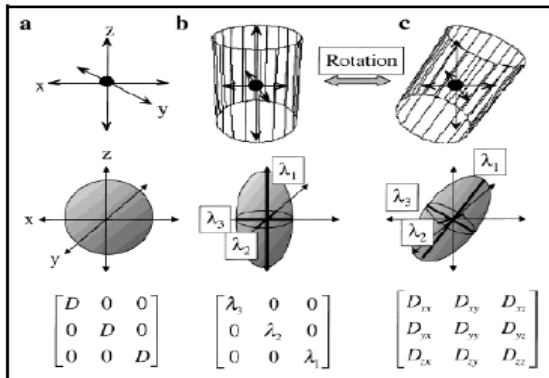 a b c
z
x
y
Rotation
z
x
y
λ1
λ3
λ2
λ1
λ3
λ2
[D 0 0]
[0 D 0]
[0 0 D]
[λ3 0 0]
[0 λ2 0]
[0 0 λ1]
[Dxx Dxy Dxz]
[Dyx Dyy Dyz]
[Dzx Dzy Dzz]